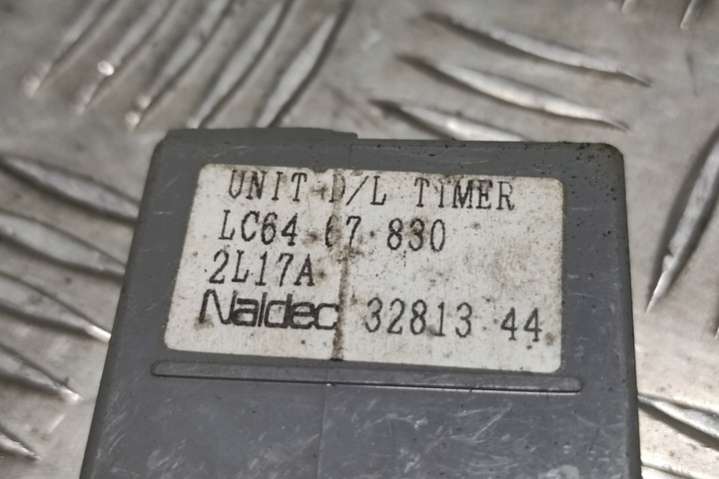 UNIT D/L TIMER
LC64 67 830
2L17A
Naldec 32813 44